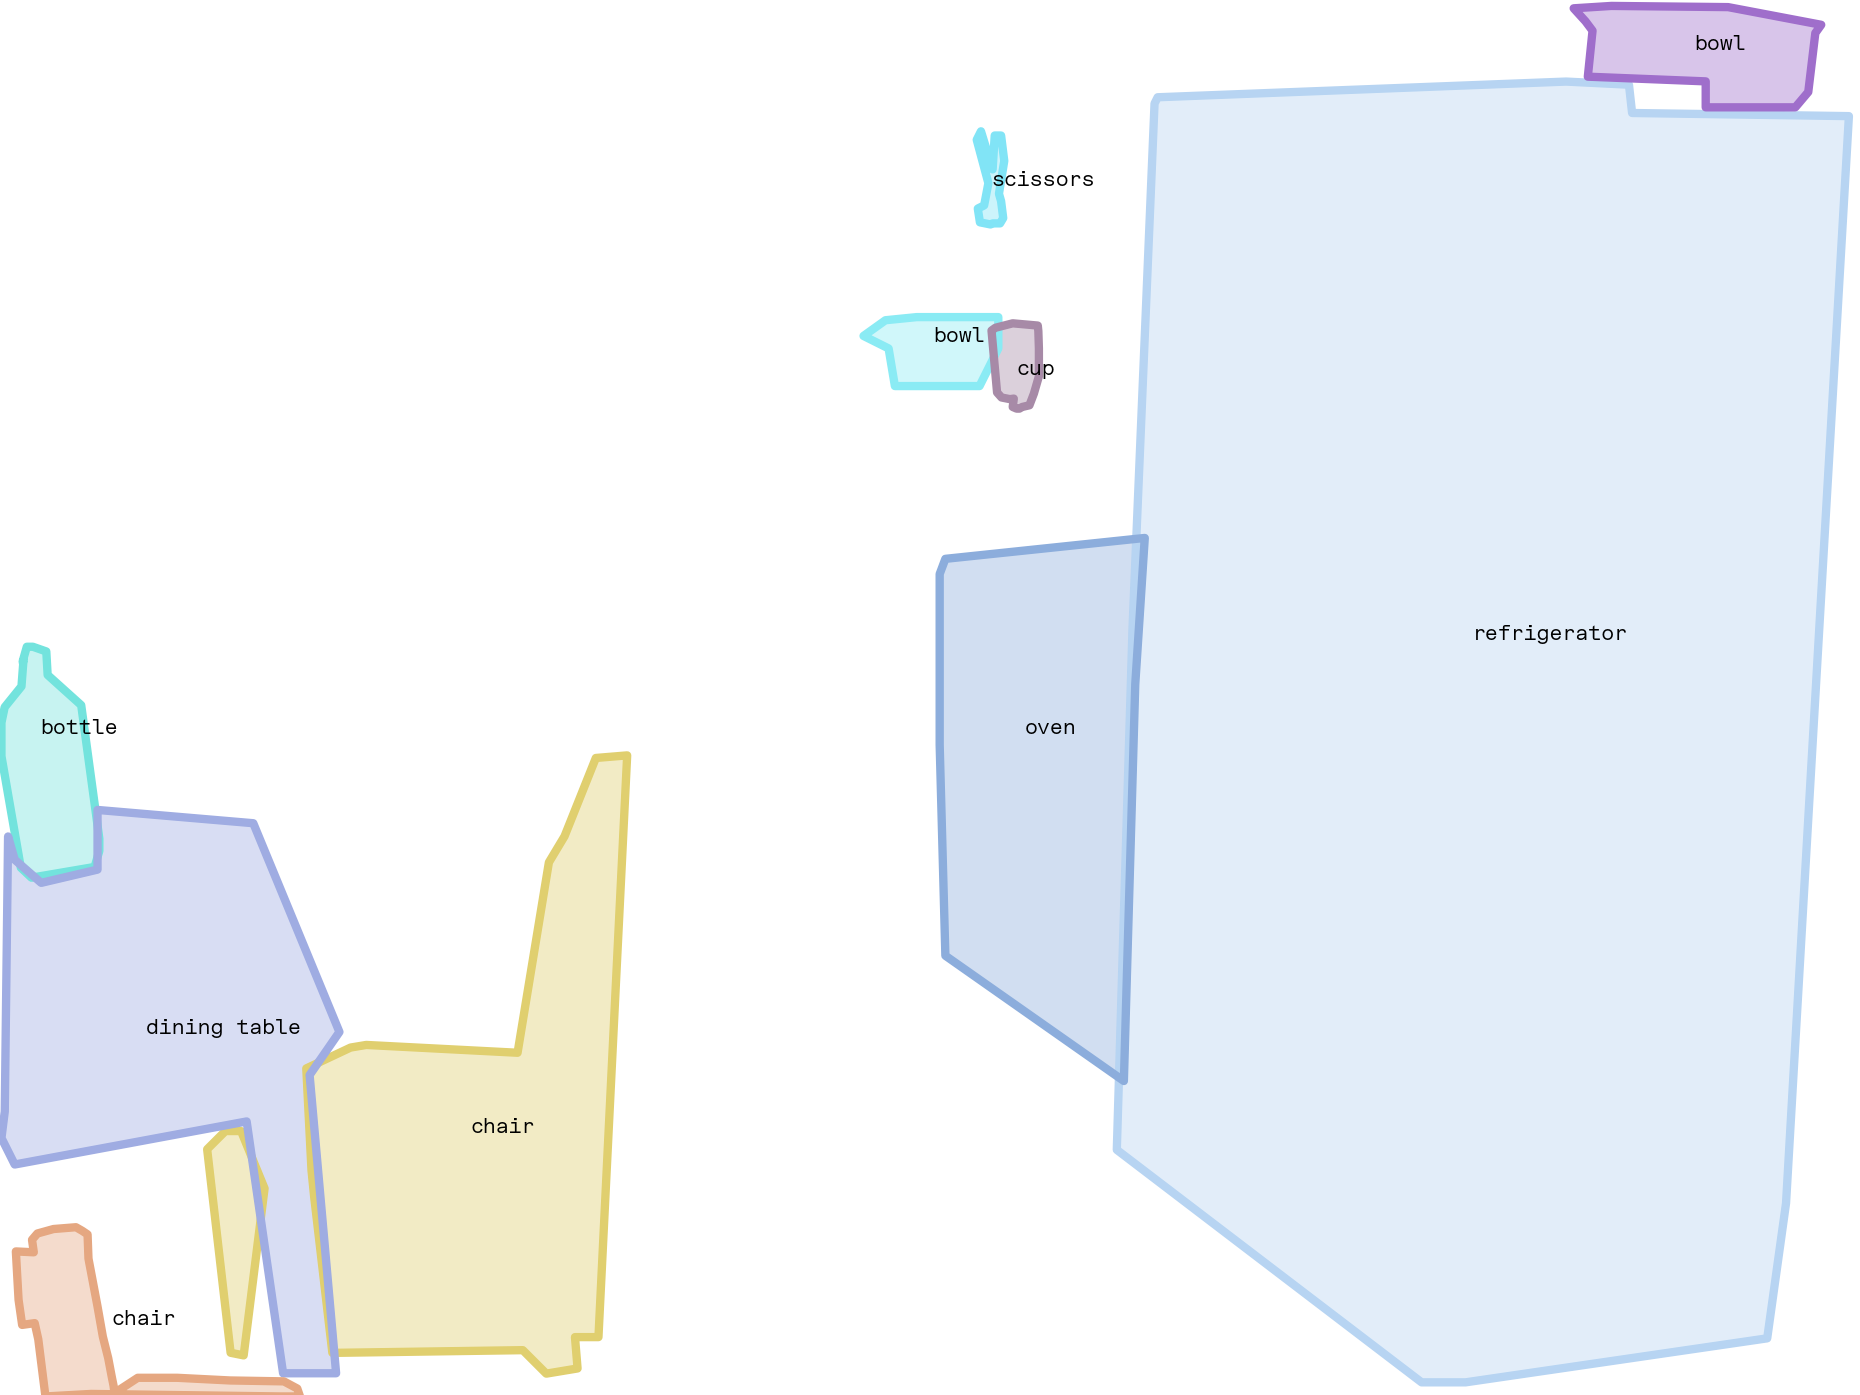 bowl
scissors
bowl
cup
refrigerator
bottle
oven
dining table
chair
chair